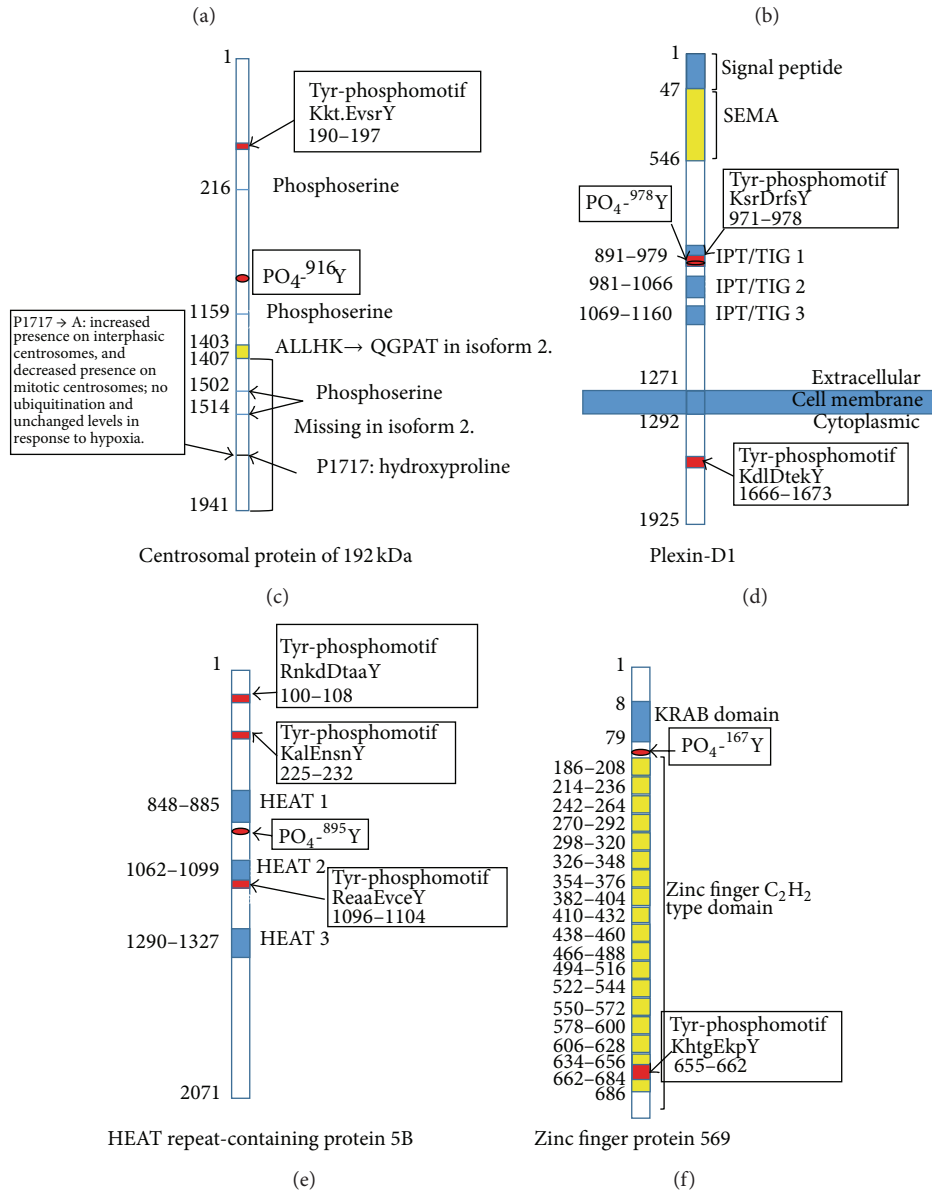 (a)
(b)
1
Tyr-phosphomotif
Kkt.EvsrY
190–197
216
Phosphoserine
PO4-916Y
1159
Phosphoserine
P1717 → A: increased
presence on interphasic
centrosomes, and
decreased presence on
mitotic centrosomes; no
ubiquitination and
unchanged levels in
response to hypoxia.
1403
1407
ALLHK→ QGPAT in isoform 2.
1502
1514
Phosphoserine
Missing in isoform 2.
P1717: hydroxyproline
1941
Centrosomal protein of 192 kDa
(c)
1
Signal peptide
47
SEMA
546
PO4-978Y
Tyr-phosphomotif
KsrDrfsY
971–978
891–979
IPT/TIG 1
981–1066
IPT/TIG 2
1069–1160
IPT/TIG 3
1271
Extracellular
Cell membrane
1292
Cytoplasmic
Tyr-phosphomotif
KdlDtekY
1666–1673
1925
Plexin-D1
(d)
1
Tyr-phosphomotif
RnkdDtaaY
100–108
Tyr-phosphomotif
KalEnsnY
225–232
848–885
HEAT 1
PO4-895Y
1062–1099
HEAT 2
Tyr-phosphomotif
ReaaEvceY
1096–1104
1290–1327
HEAT 3
2071
HEAT repeat-containing protein 5B
(e)
1
8
KRAB domain
79
PO4-167Y
186–208
214–236
242–264
270–292
298–320
326–348
354–376
382–404
410–432
438–460
466–488
494–516
522–544
550–572
578–600
606–628
634–656
662–684
686
Zinc finger C2H2
type domain
Tyr-phosphomotif
KhtgEkpY
655–662
Zinc finger protein 569
(f)